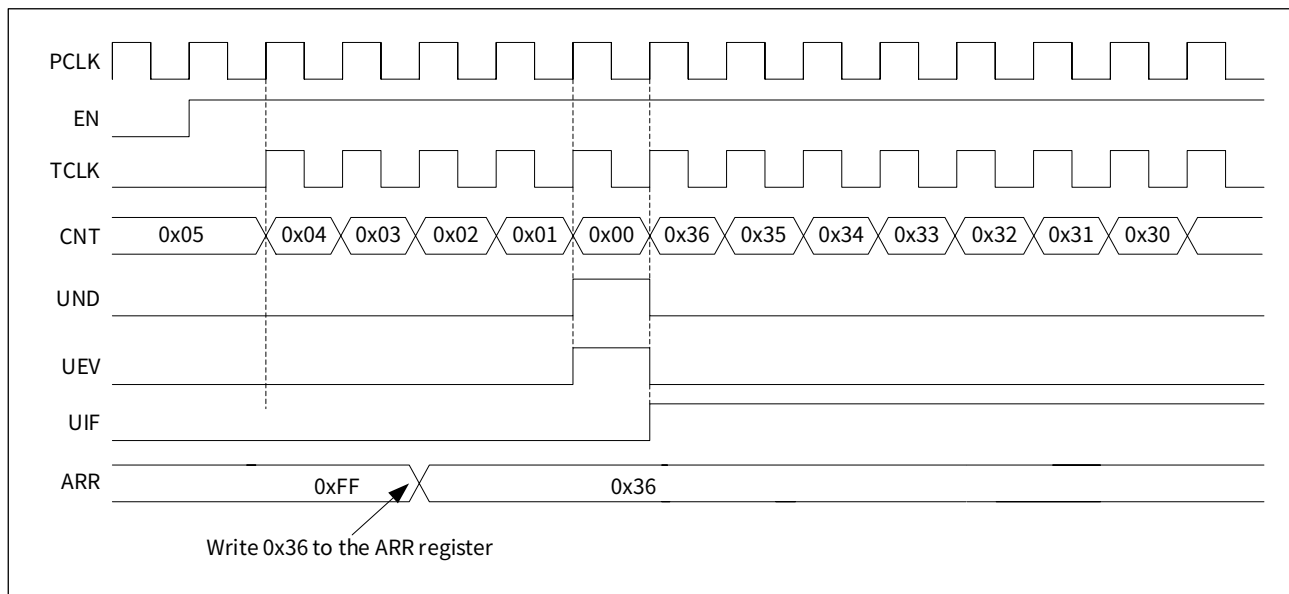 PCLK
EN
TCLK
CNT 0x05 0x04 0x03 0x02 0x01 0x00 0x36 0x35 0x34 0x33 0x32 0x31 0x30
UND
UEV
UIF
ARR 0xFF 0x36
Write 0x36 to the ARR register